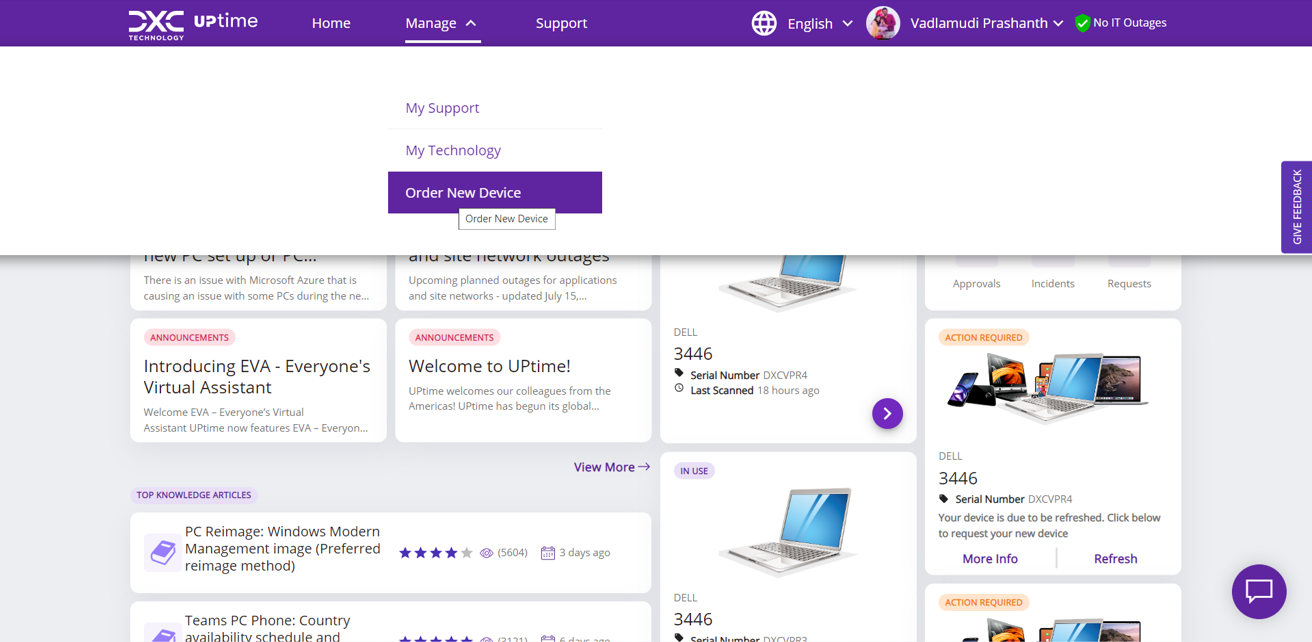 DXC TECHNOLOGY UPtime
Home
Manage
Support
English
Vadlamudi Prashanth
No IT Outages
My Support
My Technology
Order New Device
Order New Device
GIVE FEEDBACK
new PC set up or PC...
There is an issue with Microsoft Azure that is
causing an issue with some PCs during the ne...
and site network outages
Upcoming planned outages for applications
and site networks - updated July 15,...
ANNOUNCEMENTS
Introducing EVA - Everyone's
Virtual Assistant
Welcome EVA – Everyone’s Virtual
Assistant UPtime now features EVA – Everyon...
ANNOUNCEMENTS
Welcome to UPtime!
UPtime welcomes our colleagues from the
Americas! UPtime has begun its global...
View More
TOP KNOWLEDGE ARTICLES
PC Reimage: Windows Modern
Management image (Preferred
reimage method)
(5604)
3 days ago
Teams PC Phone: Country
availability schedule and
(3121)
6 days ago
DELL
3446
Serial Number DXCVPR4
Last Scanned 18 hours ago
IN USE
DELL
3446
Serial Number DXCVPR3
Approvals
Incidents
Requests
ACTION REQUIRED
DELL
3446
Serial Number DXCVPR4
Your device is due to be refreshed. Click below
to request your new device
More Info
Refresh
ACTION REQUIRED